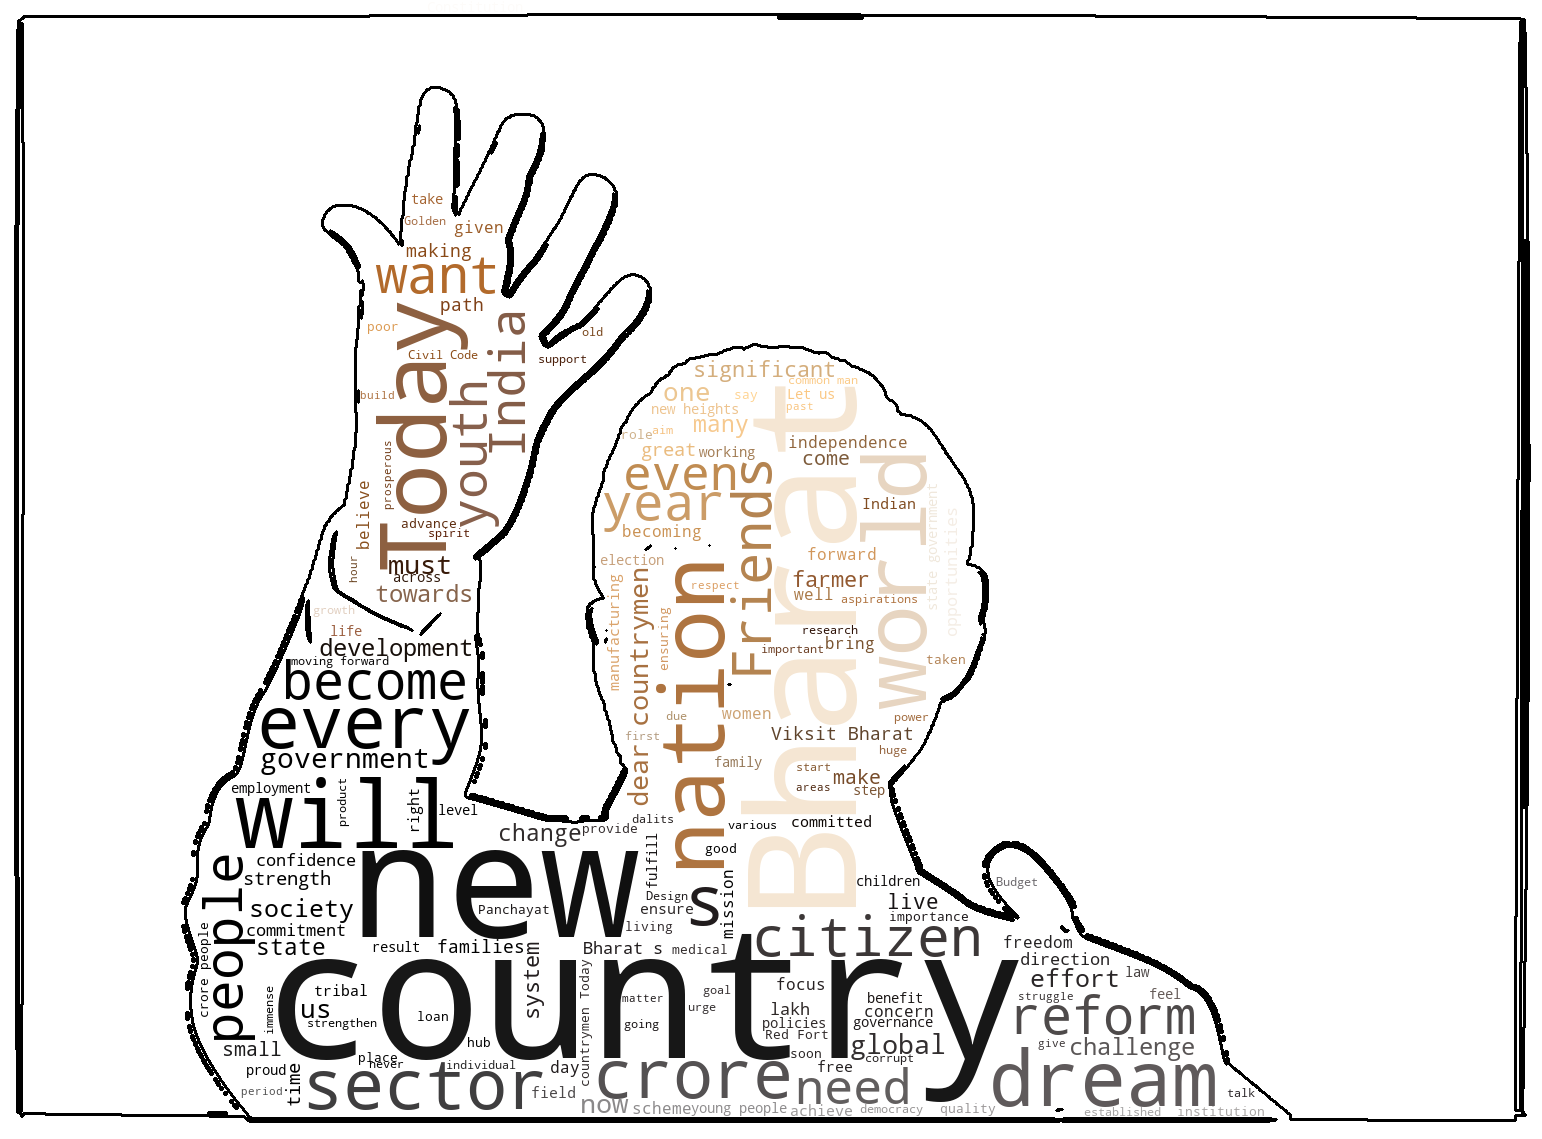 take
Golden
given
making
want
path
poor
Today
India
Civil Code
old
support
youth
build
prosperous
believe
advance
spirit
must
across
hour
towards
growth
life
development
moving forward
become
every
government
employment
will
product
right
level
significant
common man
one
say
Let us
new heights
past
many
role
aim
independence
great
working
come
evens
year
Friends
Bharat
world
Indian
state government
opportunities
becoming
election
forward
manufacturing
dear countrymen
nation
respect
farmer
well
aspirations
ensuring
research
important
bring
taken
due
women
power
first
Viksit Bharat
huge
family
start
make
areas
step
change
provide
dalits
various
committed
new
good
confidence
strength
people
fulfill
s
mission
children
Budget
Design
live
society
Panchayat
ensure
importance
commitment
living
citizen
state
result
families
Bharat s
medical
freedom
direction
crore people
system
country
effort
law
tribal
countrymen Today
matter
goal
focus
benefit
struggle
feel
immense
us
strengthen
loan
urge
lakh
concern
reform
going
policies
governance
Red Fort
hub
small
place
never
individual
soon
global
corrupt
give
challenge
proud
day
free
time
period
sector
field
crore
need
dream
talk
now
scheme
young people
achieve
democracy
quality
established
institution